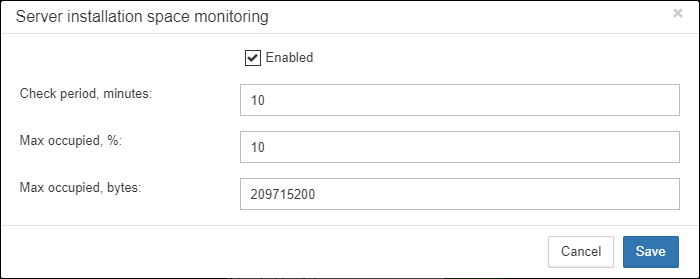 Server installation space monitoring
×
Enabled
Check period, minutes:
10
Max occupied, %:
10
Max occupied, bytes:
209715200
Cancel Save